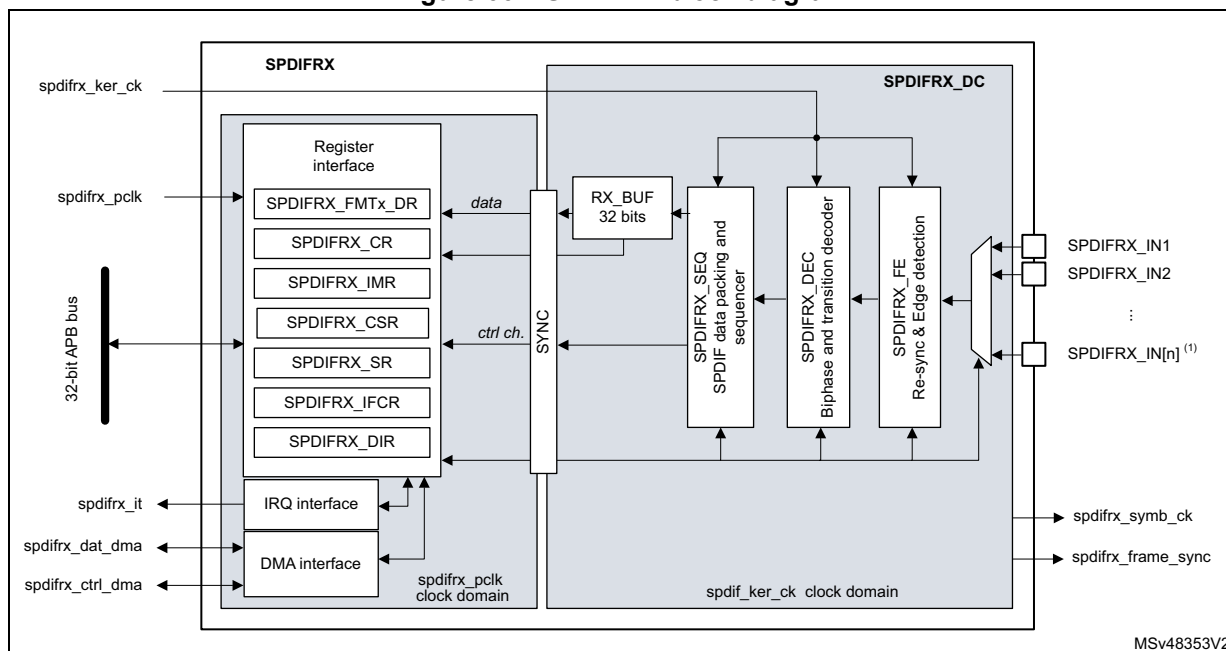 SPDIFRX
SPDIFRX_DC
spdifrx_ker_ck
Register
interface
spdifrx_pclk
SPDIFRX_FMTx_DR
SPDIFRX_CR
SPDIFRX_IMR
SPDIFRX_CSR
SPDIFRX_SR
SPDIFRX_IFCR
SPDIFRX_DIR
32-bit APB bus
data
ctrl ch.
SYNC
RX_BUF
32 bits
SPDIFRX_SEQ
SPDIF data packing and
sequencer
SPDIFRX_DEC
Biphase and transition decoder
SPDIFRX_FE
Re-sync & Edge detection
SPDIFRX_IN1
SPDIFRX_IN2
...
SPDIFRX_IN[n] (1)
spdifrx_it
IRQ interface
spdifrx_dat_dma
DMA interface
spdifrx_ctrl_dma
spdifrx_pclk
clock domain
spdif_ker_ck clock domain
spdifrx_symb_ck
spdifrx_frame_sync
MSv48353V2